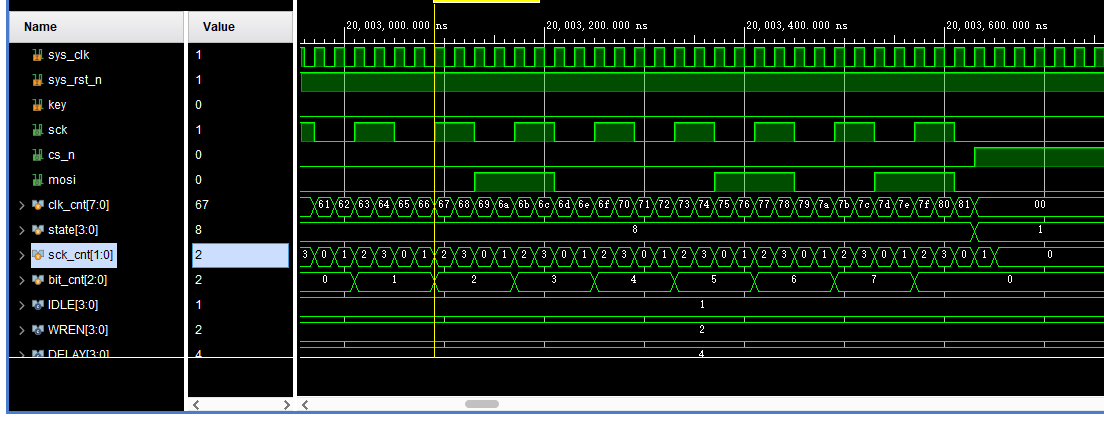 Name Value 20,003,000.000 ns 20,003,200.000 ns 20,003,400.000 ns 20,003,600.000 ns
sys_clk 1
sys_rst_n 1
key 0
sck 1
cs_n 0
mosi 0
clk_cnt[7:0] 67 61 62 63 64 65 66 67 68 69 6a 6b 6c 6d 6e 6f 70 71 72 73 74 75 76 77 78 79 7a 7b 7c 7d 7e 7f 80 81 00
state[3:0] 8 8 1
sck_cnt[1:0] 2 3 0 1 2 3 0 1 2 3 0 1 2 3 0 1 2 3 0 1 2 3 0 1 2 3 0 1 2 3 0 1 2 3 0 1 0
bit_cnt[2:0] 2 0 1 2 3 4 5 6 7 0
IDLE[3:0] 1 1
WREN[3:0] 2 2
DELAY[3:0] 4 4